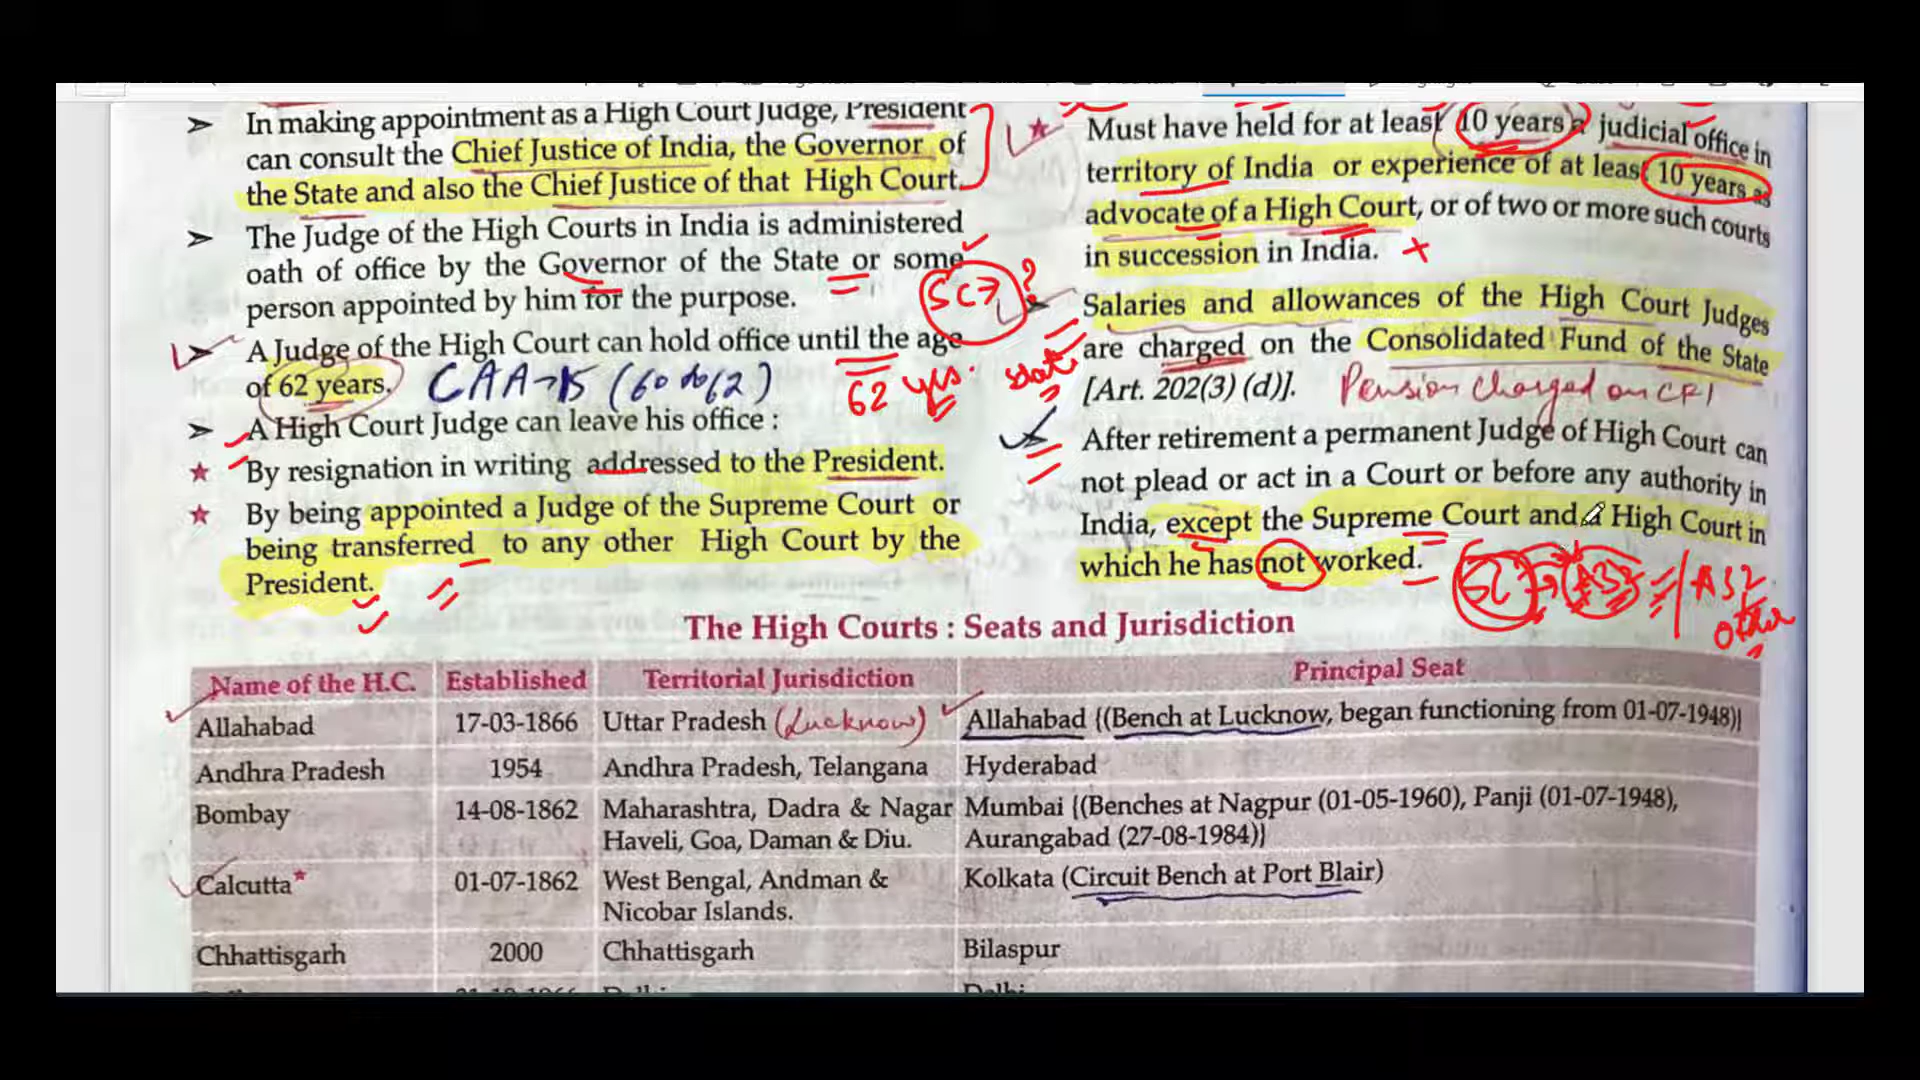 In making appointment as a High Court Judge, President
can consult the Chief Justice of India, the Governor of
the State and also the Chief Justice of that High Court.
The Judge of the High Courts in India is administered
oath of office by the Governor of the State or some
person appointed by him for the purpose.
SC7 ?
A Judge of the High Court can hold office until the age
of 62 years. CAA→15 (60 to 62)
62 yrs.
A High Court Judge can leave his office :
By resignation in writing addressed to the President.
By being appointed a Judge of the Supreme Court or
being transferred to any other High Court by the
President.
Must have held for at least 10 years a judicial office in
territory of India or experience of at least 10 years as
advocate of a High Court, or of two or more such courts
in succession in India.
Salaries and allowances of the High Court Judges
are charged on the Consolidated Fund of the State
state
[Art. 202(3) (d)]. Pension charged on CFI
After retirement a permanent Judge of High Court can
not plead or act in a Court or before any authority in
India, except the Supreme Court and a High Court in
which he has not worked.
other
The High Courts : Seats and Jurisdiction
Name of the H.C. Established Territorial Jurisdiction Principal Seat
Allahabad 17-03-1866 Uttar Pradesh (Lucknow) Allahabad {(Bench at Lucknow, began functioning from 01-07-1948)}
Andhra Pradesh 1954 Andhra Pradesh, Telangana Hyderabad
Bombay 14-08-1862 Maharashtra, Dadra & Nagar Mumbai {(Benches at Nagpur (01-05-1960), Panji (01-07-1948),
Haveli, Goa, Daman & Diu. Aurangabad (27-08-1984)}
Calcutta* 01-07-1862 West Bengal, Andman & Kolkata (Circuit Bench at Port Blair)
Nicobar Islands.
Chhattisgarh 2000 Chhattisgarh Bilaspur